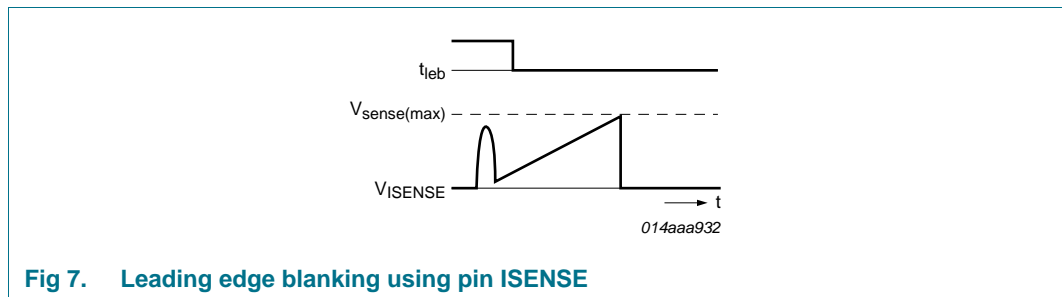 tleb
Vsense(max)
VISENSE
t
014aaa932
Fig 7. Leading edge blanking using pin ISENSE